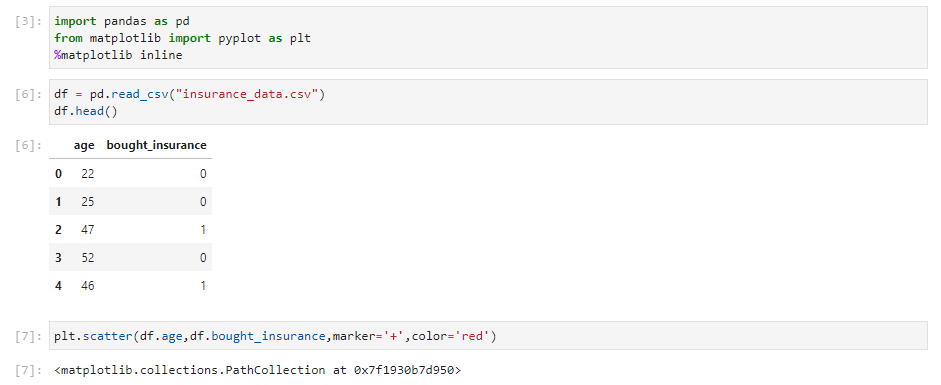 [3]: import pandas as pd
from matplotlib import pyplot as plt
%matplotlib inline
[6]: df = pd.read_csv("insurance_data.csv")
df.head()
[6]: age bought_insurance
0 22 0
1 25 0
2 47 1
3 52 0
4 46 1
[7]: plt.scatter(df.age,df.bought_insurance,marker='+',color='red')
[7]: <matplotlib.collections.PathCollection at 0x7f1930b7d950>